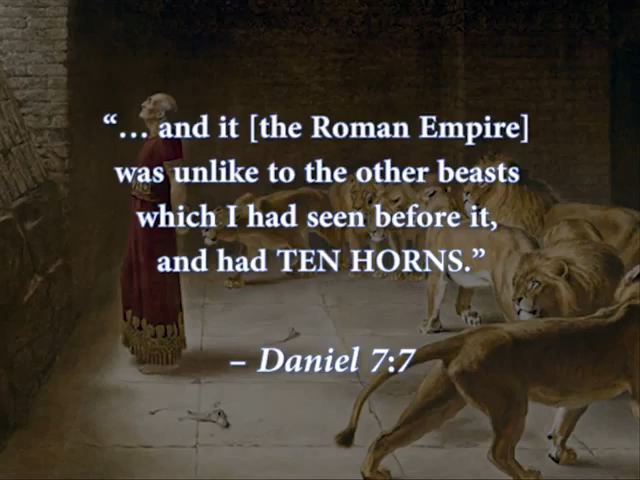 “… and it [the Roman Empire]
was unlike to the other beasts
which I had seen before it,
and had TEN HORNS.”
– Daniel 7:7